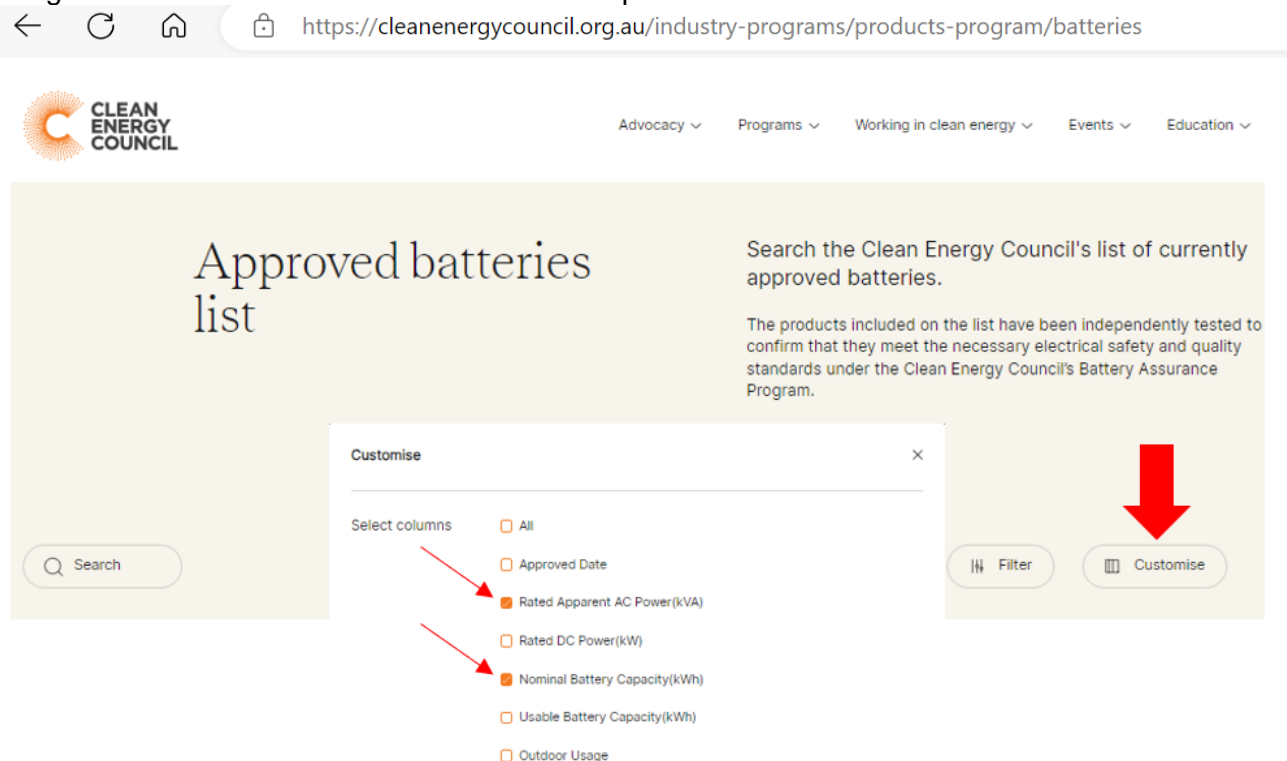 https://cleanenergycouncil.org.au/industry-programs/products-program/batteries
CLEAN
ENERGY
COUNCIL
Advocacy
Programs
Working in clean energy
Events
Education
Approved batteries
list
Search the Clean Energy Council's list of currently
approved batteries.
The products included on the list have been independently tested to
confirm that they meet the necessary electrical safety and quality
standards under the Clean Energy Council's Battery Assurance
Program.
Customise
Select columns
All
Approved Date
Rated Apparent AC Power(kVA)
Rated DC Power(kW)
Nominal Battery Capacity(kWh)
Usable Battery Capacity(kWh)
Outdoor Usage
Search
Filter
Customise